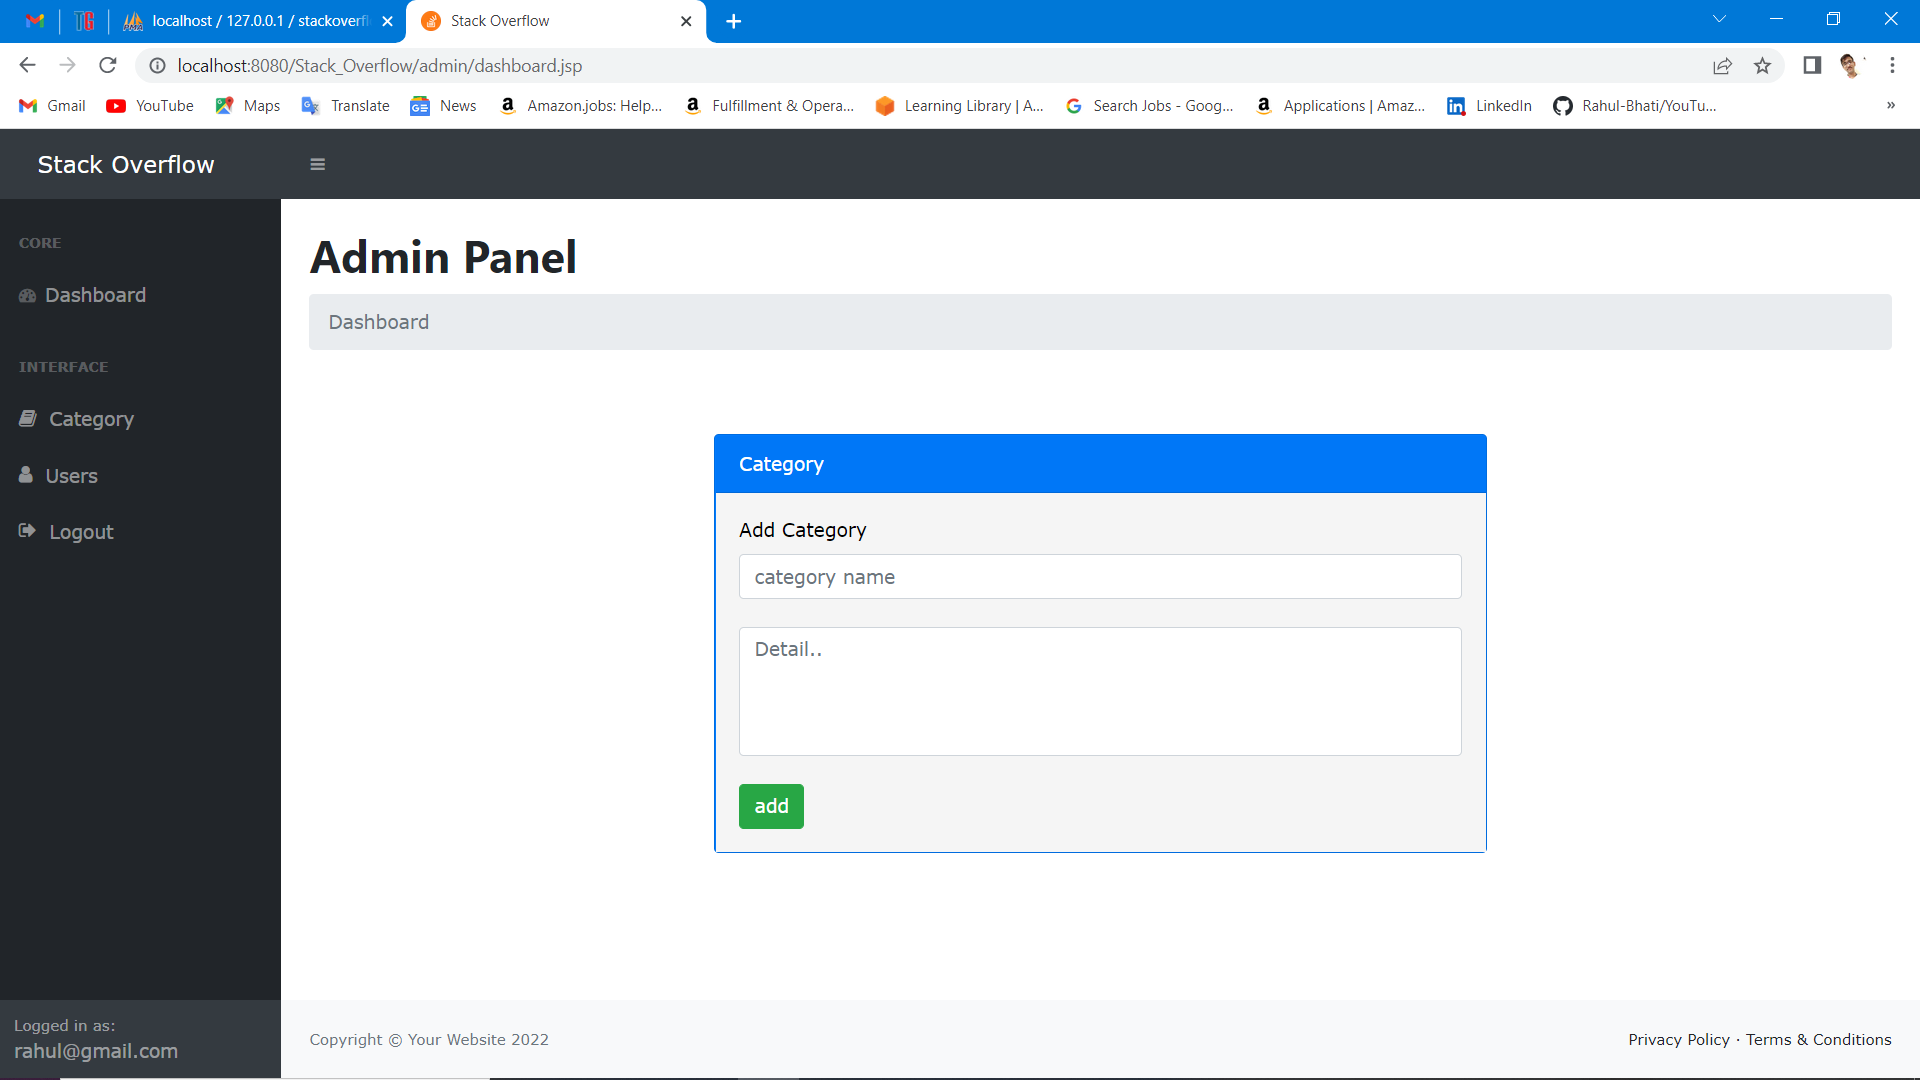 localhost / 127.0.0.1 / stackoverfl
Stack Overflow
localhost:8080/Stack_Overflow/admin/dashboard.jsp
Gmail YouTube Maps Translate News Amazon.jobs: Help... Fulfillment & Opera... Learning Library | A... Search Jobs - Goog... Applications | Amaz... LinkedIn Rahul-Bhati/YouTu... »
Stack Overflow
CORE
Dashboard
INTERFACE
Category
Users
Logout
Logged in as:
rahul@gmail.com
Admin Panel
Dashboard
Category
Add Category
category name
Detail..
add
Copyright © Your Website 2022
Privacy Policy · Terms & Conditions